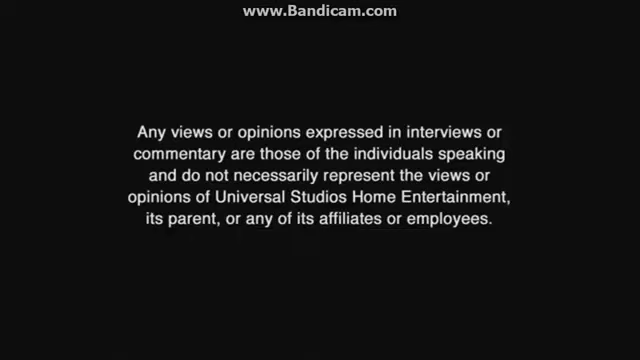 www.Bandicam.com
Any views or opinions expressed in interviews or
commentary are those of the individuals speaking
and do not necessarily represent the views or
opinions of Universal Studios Home Entertainment,
its parent, or any of its affiliates or employees.